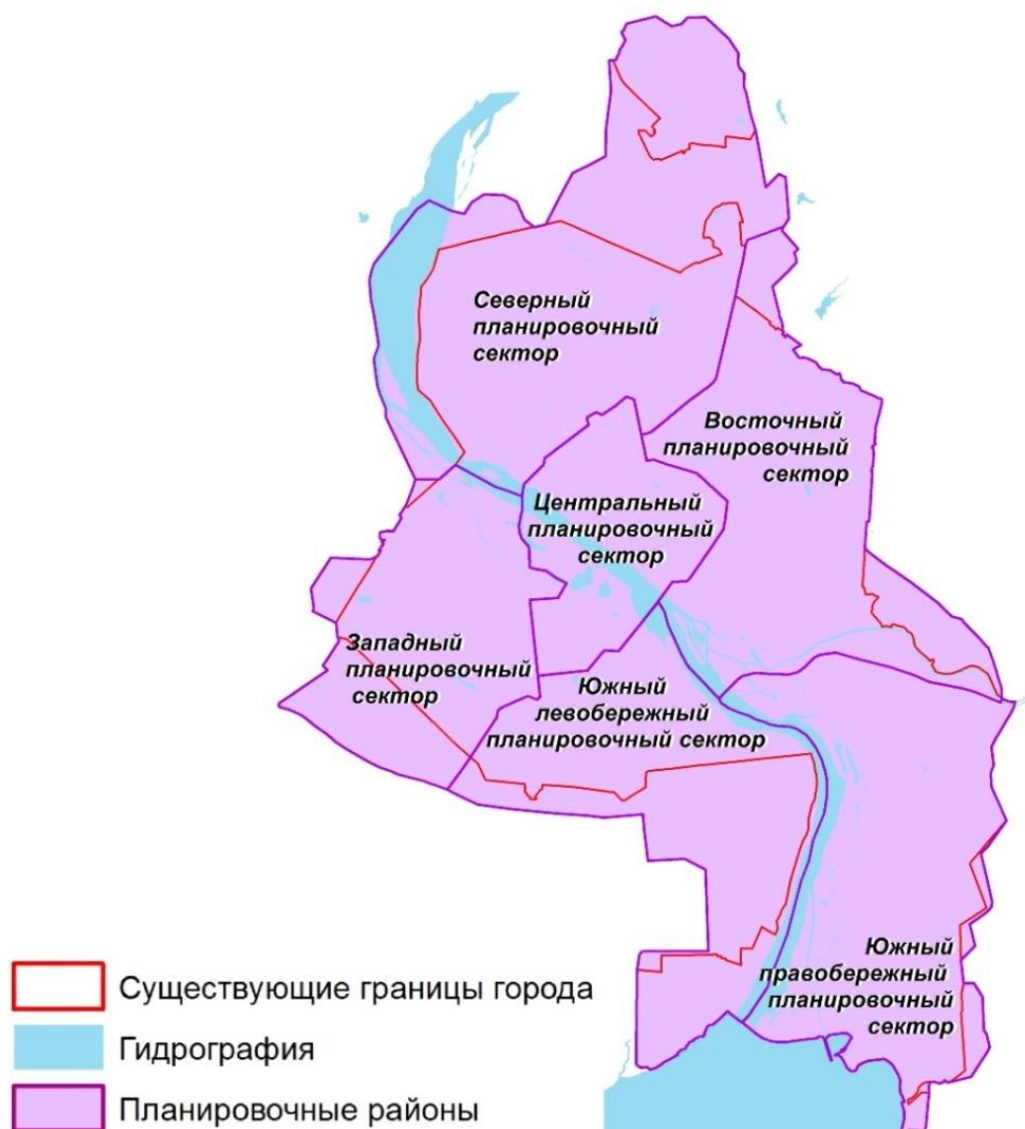 Северный
планировочный
сектор
Восточный
планировочный
сектор
Центральный
планировочный
сектор
Западный
планировочный
сектор
Южный
левобережный
планировочный сектор
Южный
правобережный
планировочный
сектор
Существующие границы города
Гидрография
Планировочные районы